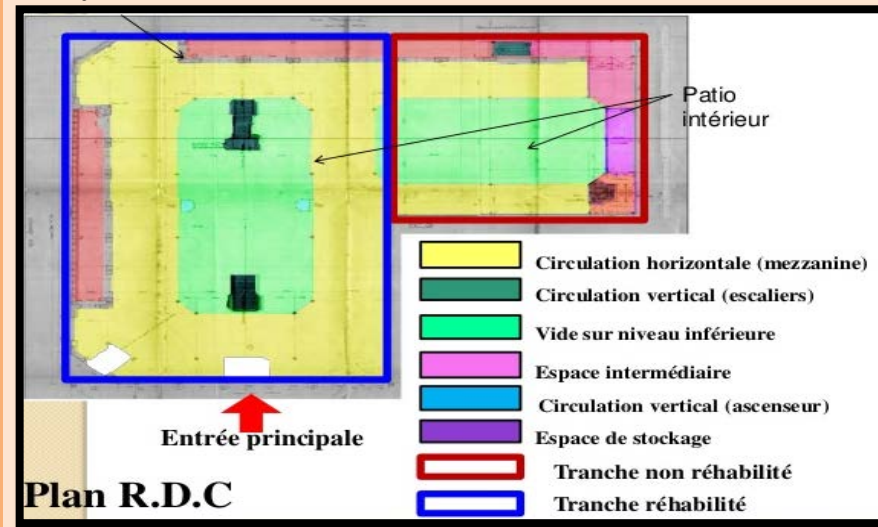 Patio
intérieur
Circulation horizontale (mezzanine)
Circulation vertical (escaliers)
Vide sur niveau inférieure
Espace intermédiaire
Circulation vertical (ascenseur)
Espace de stockage
Tranche non réhabilité
Tranche réhabilité
Entrée principale
Plan R.D.C